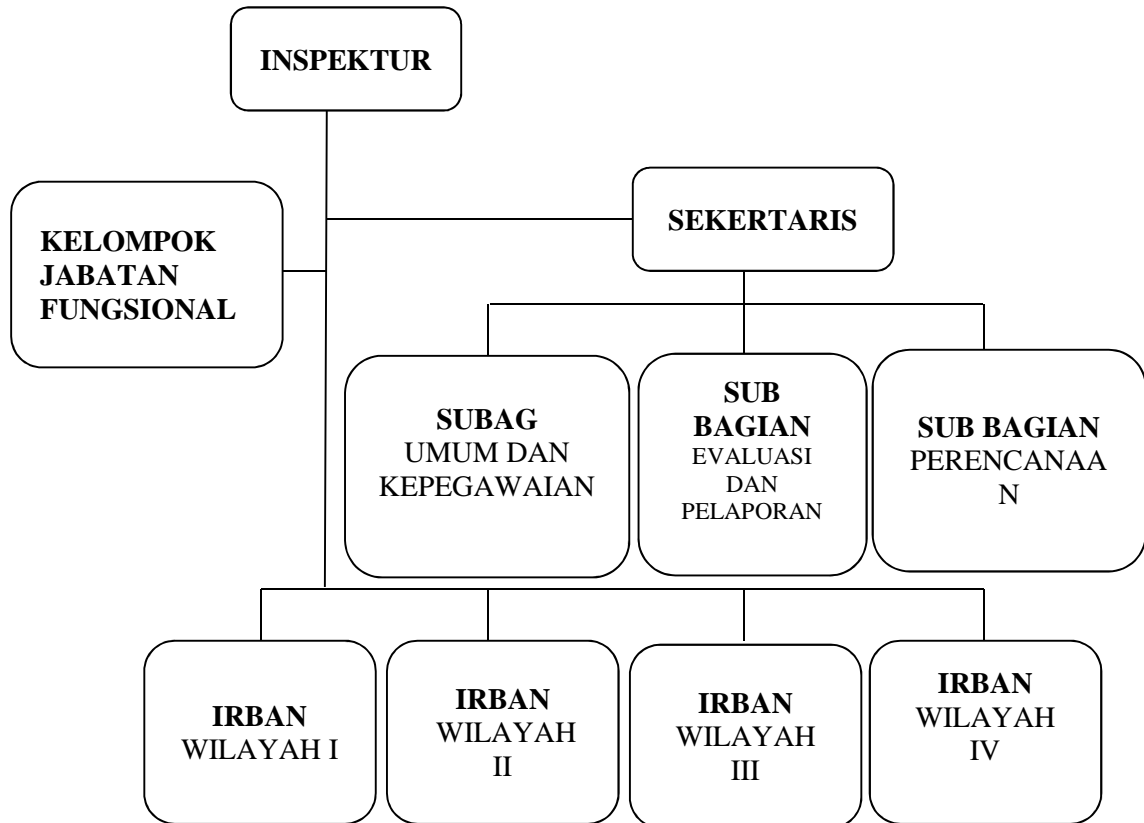 INSPEKTUR
KELOMPOK
JABATAN
FUNGSIONAL
SEKERTARIS
SUBAG
UMUM DAN
KEPEGAWAIAN
SUB
BAGIAN
EVALUASI
DAN
PELAPORAN
SUB BAGIAN
PERENCANAA
N
IRBAN
WILAYAH I
IRBAN
WILAYAH
II
IRBAN
WILAYAH
III
IRBAN
WILAYAH
IV